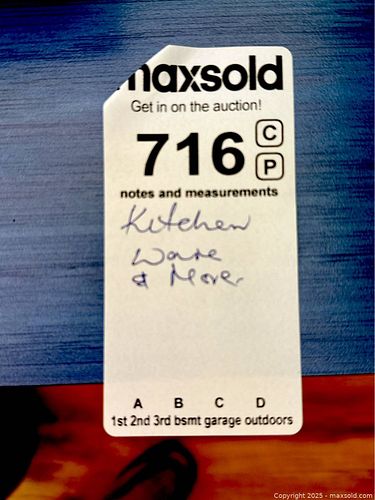 maxsold
Get in on the auction!
716
C
P
notes and measurements
Kitchen
Ware
& More.
A B C D
1st 2nd 3rd bsmt garage outdoors
Copyright © 2025 - maxsold.com